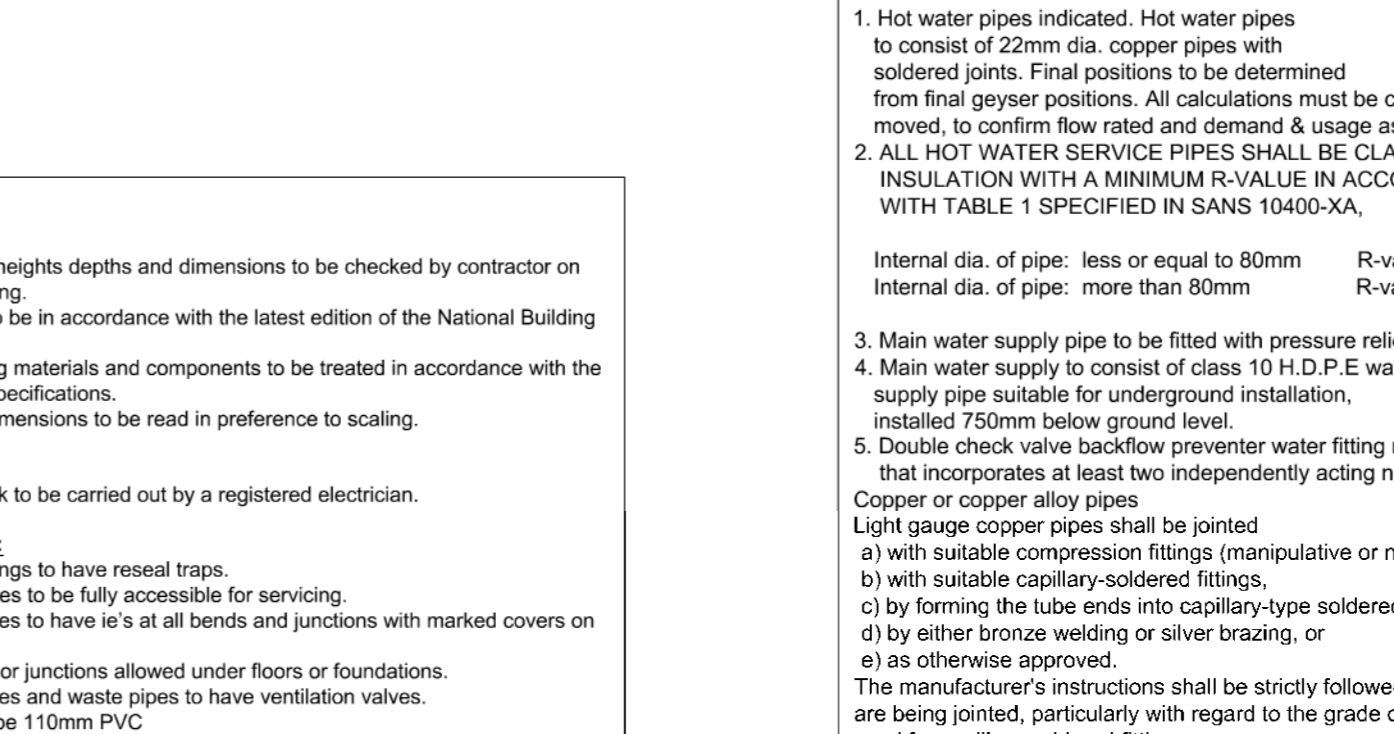 heights depths and dimensions to be checked by contractor on
be in accordance with the latest edition of the National Building
materials and components to be treated in accordance with the
to be read in preference to scaling.
to be carried out by a registered electrician.
to have reseal traps.
to be fully accessible for servicing.
to have ie's at all bends and junctions with marked covers on
or junctions allowed under floors or foundations.
and waste pipes to have ventilation valves.
110mm PVC
1. Hot water pipes indicated. Hot water pipes
to consist of 22mm dia. copper pipes with
soldered joints. Final positions to be determined
from final geyser positions. All calculations must be
moved, to confirm flow rated and demand & usage
2. ALL HOT WATER SERVICE PIPES SHALL BE
INSULATION WITH A MINIMUM R-VALUE IN
WITH TABLE 1 SPECIFIED IN SANS 10400-XA,
Internal dia. of pipe: less or equal to 80mm
Internal dia. of pipe: more than 80mm
3. Main water supply pipe to be fitted with pressure
4. Main water supply to consist of class 10 H.D.P.E
supply pipe suitable for underground installation,
installed 750mm below ground level.
5. Double check valve backflow preventer water fitting
that incorporates at least two independently acting
Copper or copper alloy pipes
Light gauge copper pipes shall be jointed
a) with suitable compression fittings (manipulative or
b) with suitable capillary-soldered fittings,
c) by forming the tube ends into capillary-type
d) by either bronze welding or silver brazing, or
e) as otherwise approved.
The manufacturer's instructions shall be strictly
are being jointed, particularly with regard to the grade